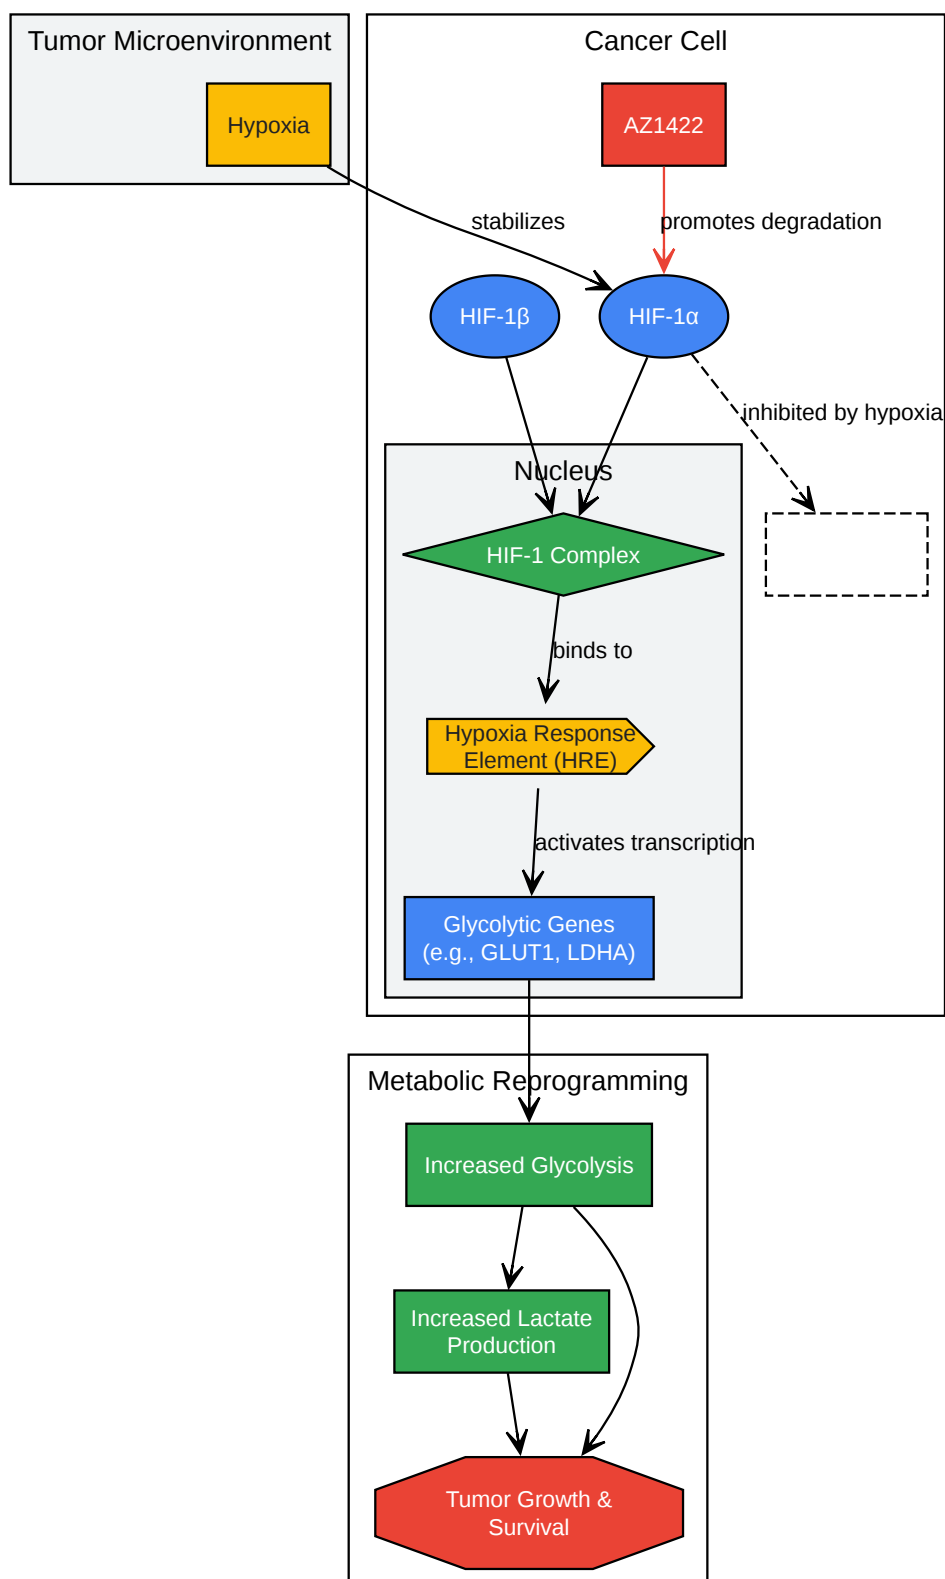 Tumor Microenvironment
Cancer Cell
Hypoxia
AZ1422
stabilizes
promotes degradation
HIF-1β
HIF-1α
inhibited by hypoxia
Nucleus
HIF-1 Complex
binds to
Hypoxia Response
Element (HRE)
activates transcription
Glycolytic Genes
(e.g., GLUT1, LDHA)
Metabolic Reprogramming
Increased Glycolysis
Increased Lactate
Production
Tumor Growth &
Survival